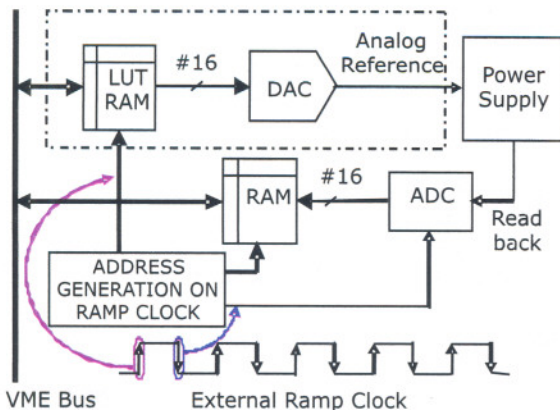 Analog
Reference
LUT
RAM
#16
DAC
Power
Supply
RAM
#16
ADC
Read
back
ADDRESS
GENERATION ON
RAMP CLOCK
VME Bus
External Ramp Clock